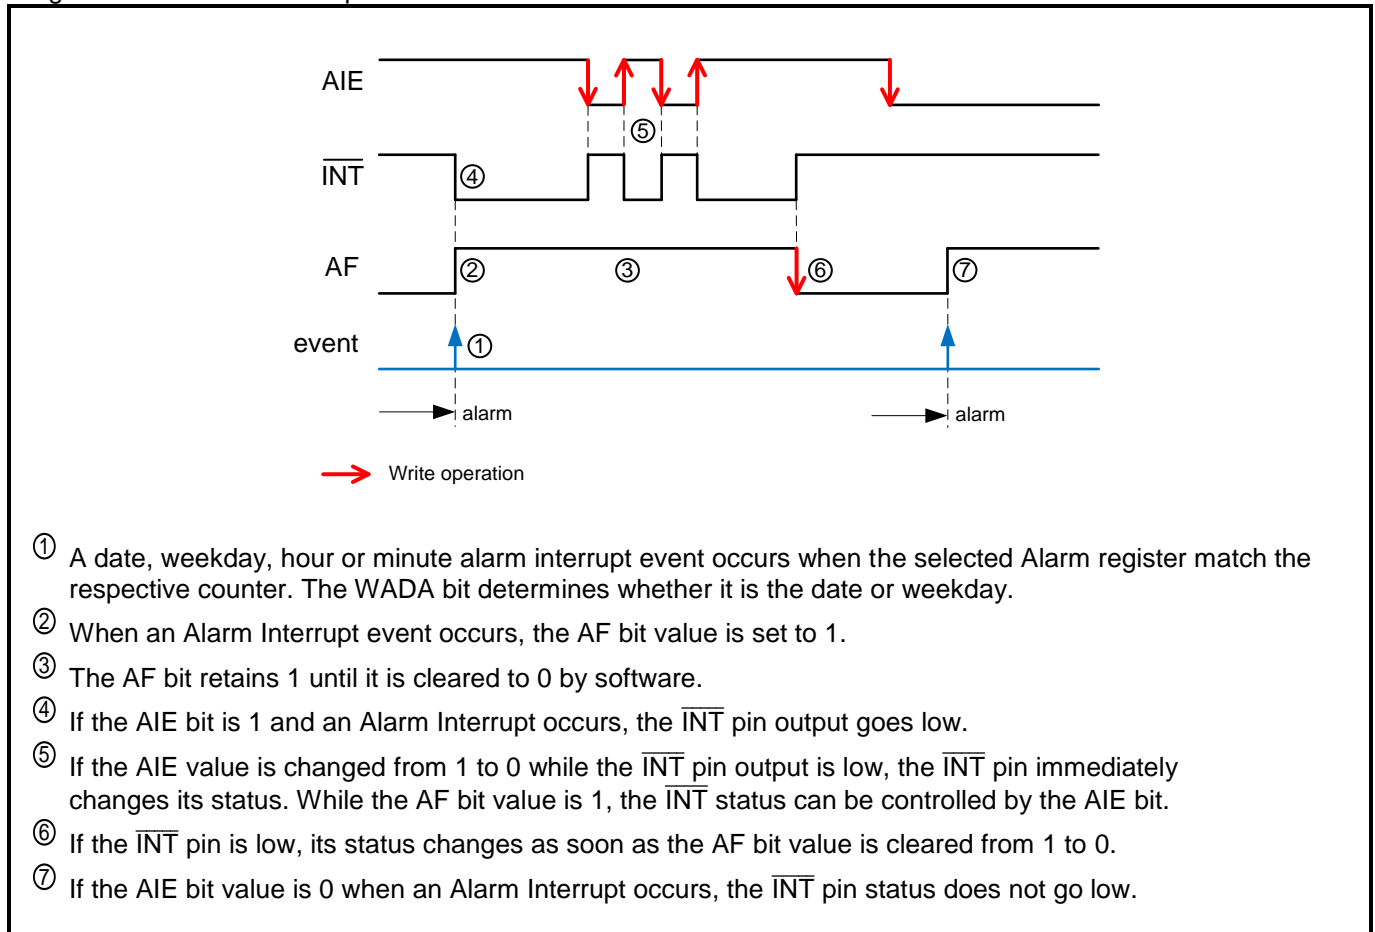 AIE
⑤
INT
④
AF
② ③ ⑥ ⑦
event
①
alarm alarm
Write operation
① A date, weekday, hour or minute alarm interrupt event occurs when the selected Alarm register match the
respective counter. The WADA bit determines whether it is the date or weekday.
② When an Alarm Interrupt event occurs, the AF bit value is set to 1.
③ The AF bit retains 1 until it is cleared to 0 by software.
④ If the AIE bit is 1 and an Alarm Interrupt occurs, the INT pin output goes low.
⑤ If the AIE value is changed from 1 to 0 while the INT pin output is low, the INT pin immediately
changes its status. While the AF bit value is 1, the INT status can be controlled by the AIE bit.
⑥ If the INT pin is low, its status changes as soon as the AF bit value is cleared from 1 to 0.
⑦ If the AIE bit value is 0 when an Alarm Interrupt occurs, the INT pin status does not go low.